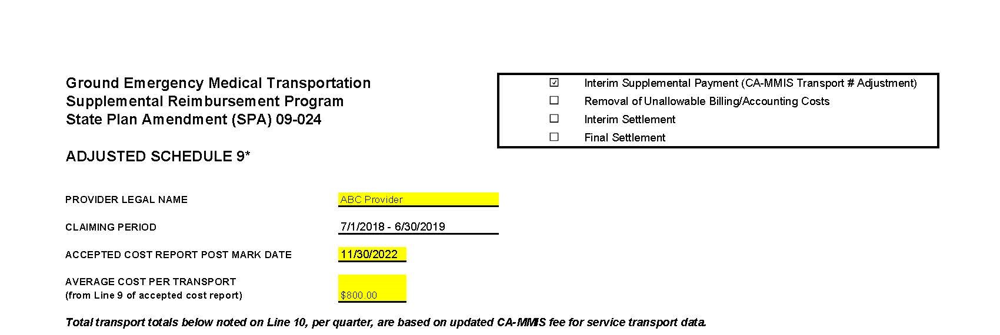 Ground Emergency Medical Transportation
Supplemental Reimbursement Program
State Plan Amendment (SPA) 09-024
ADJUSTED SCHEDULE 9*
☑ Interim Supplemental Payment (CA-MMIS Transport # Adjustment)
☐ Removal of Unallowable Billing/Accounting Costs
☐ Interim Settlement
☐ Final Settlement
PROVIDER LEGAL NAME ABC Provider
CLAIMING PERIOD 7/1/2018 - 6/30/2019
ACCEPTED COST REPORT POST MARK DATE 11/30/2022
AVERAGE COST PER TRANSPORT
(from Line 9 of accepted cost report) $800.00
Total transport totals below noted on Line 10, per quarter, are based on updated CA-MMIS fee for service transport data.